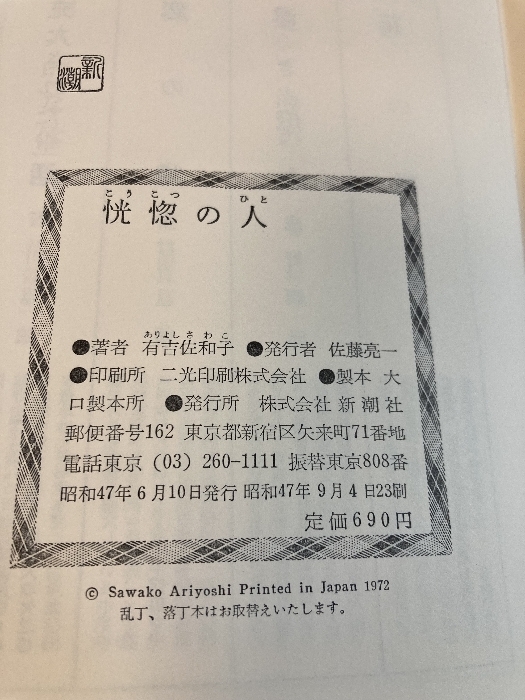 新潮
こうこつ ひと
恍惚の人
ありよしさわこ
●著者 有吉佐和子 ●発行者 佐藤亮一
●印刷所 二光印刷株式会社 ●製本 大
口製本所 ●発行所 株式会社新潮社
郵便番号162 東京都新宿区矢来町71番地
電話東京(03)260-1111 振替東京808番
昭和47年6月10日発行 昭和47年9月4日23刷
定価690円
© Sawako Ariyoshi Printed in Japan 1972
乱丁、落丁本はお取替えいたします。